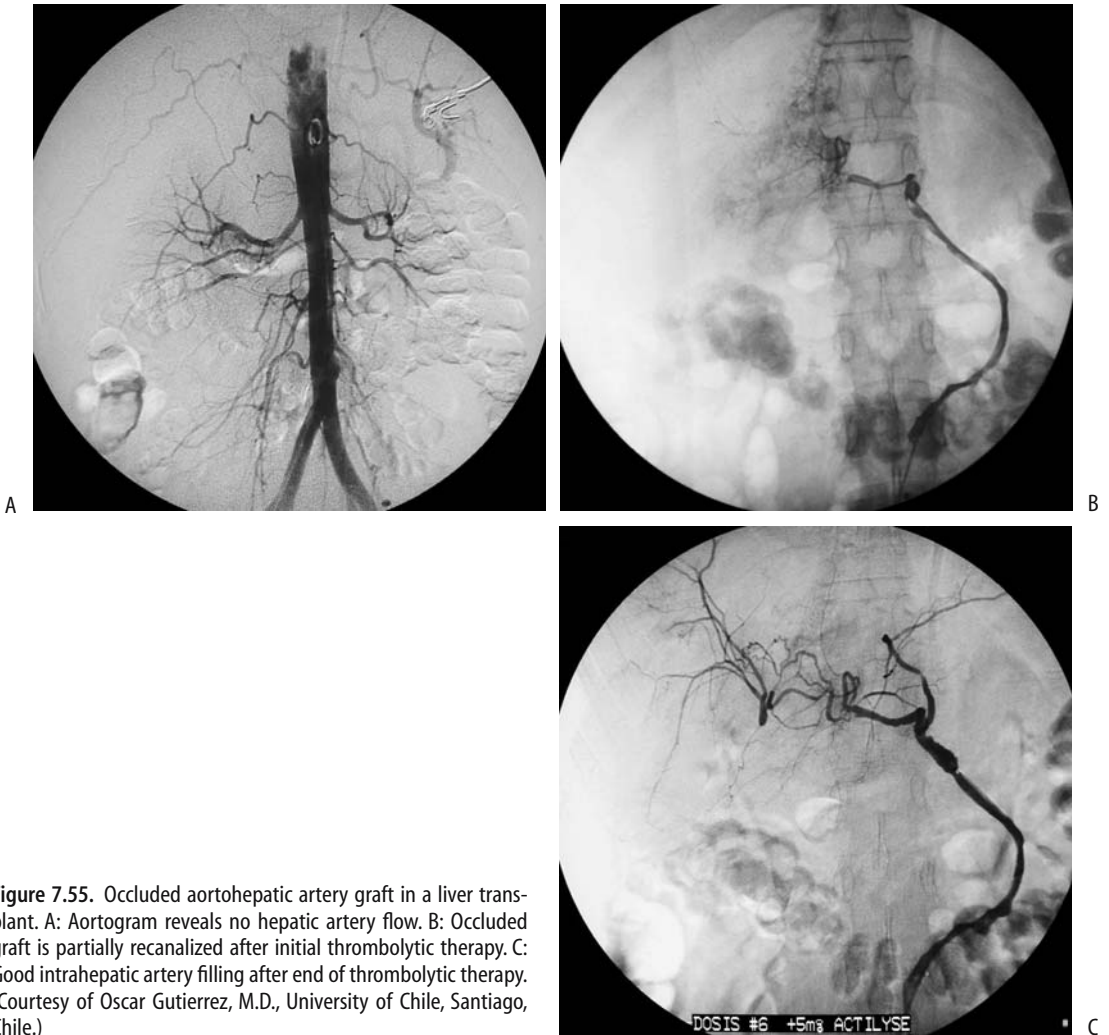 A
B
DOSIS #6 +5mg ACTILYSE
C
igure 7.55. Occluded aortohepatic artery graft in a liver trans-
plant. A: Aortogram reveals no hepatic artery flow. B: Occluded
graft is partially recanalized after initial thrombolytic therapy. C:
Good intrahepatic artery filling after end of thrombolytic therapy.
Courtesy of Oscar Gutierrez, M.D., University of Chile, Santiago,
Chile.)